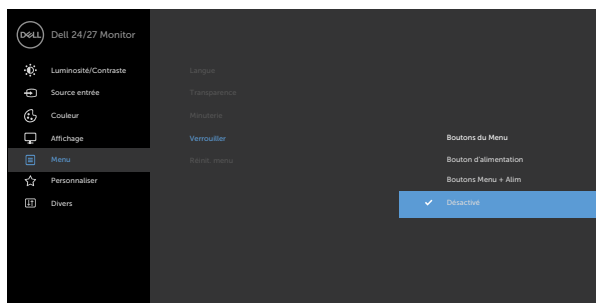 DELL Dell 24/27 Monitor
Luminosité/Contraste
Source entrée
Couleur
Affichage
Menu
Personnaliser
Divers
Langue
Transparence
Minuterie
Verrouiller
Réinit. menu
Boutons du Menu
Bouton d'alimentation
Boutons Menu + Alim
Désactivé